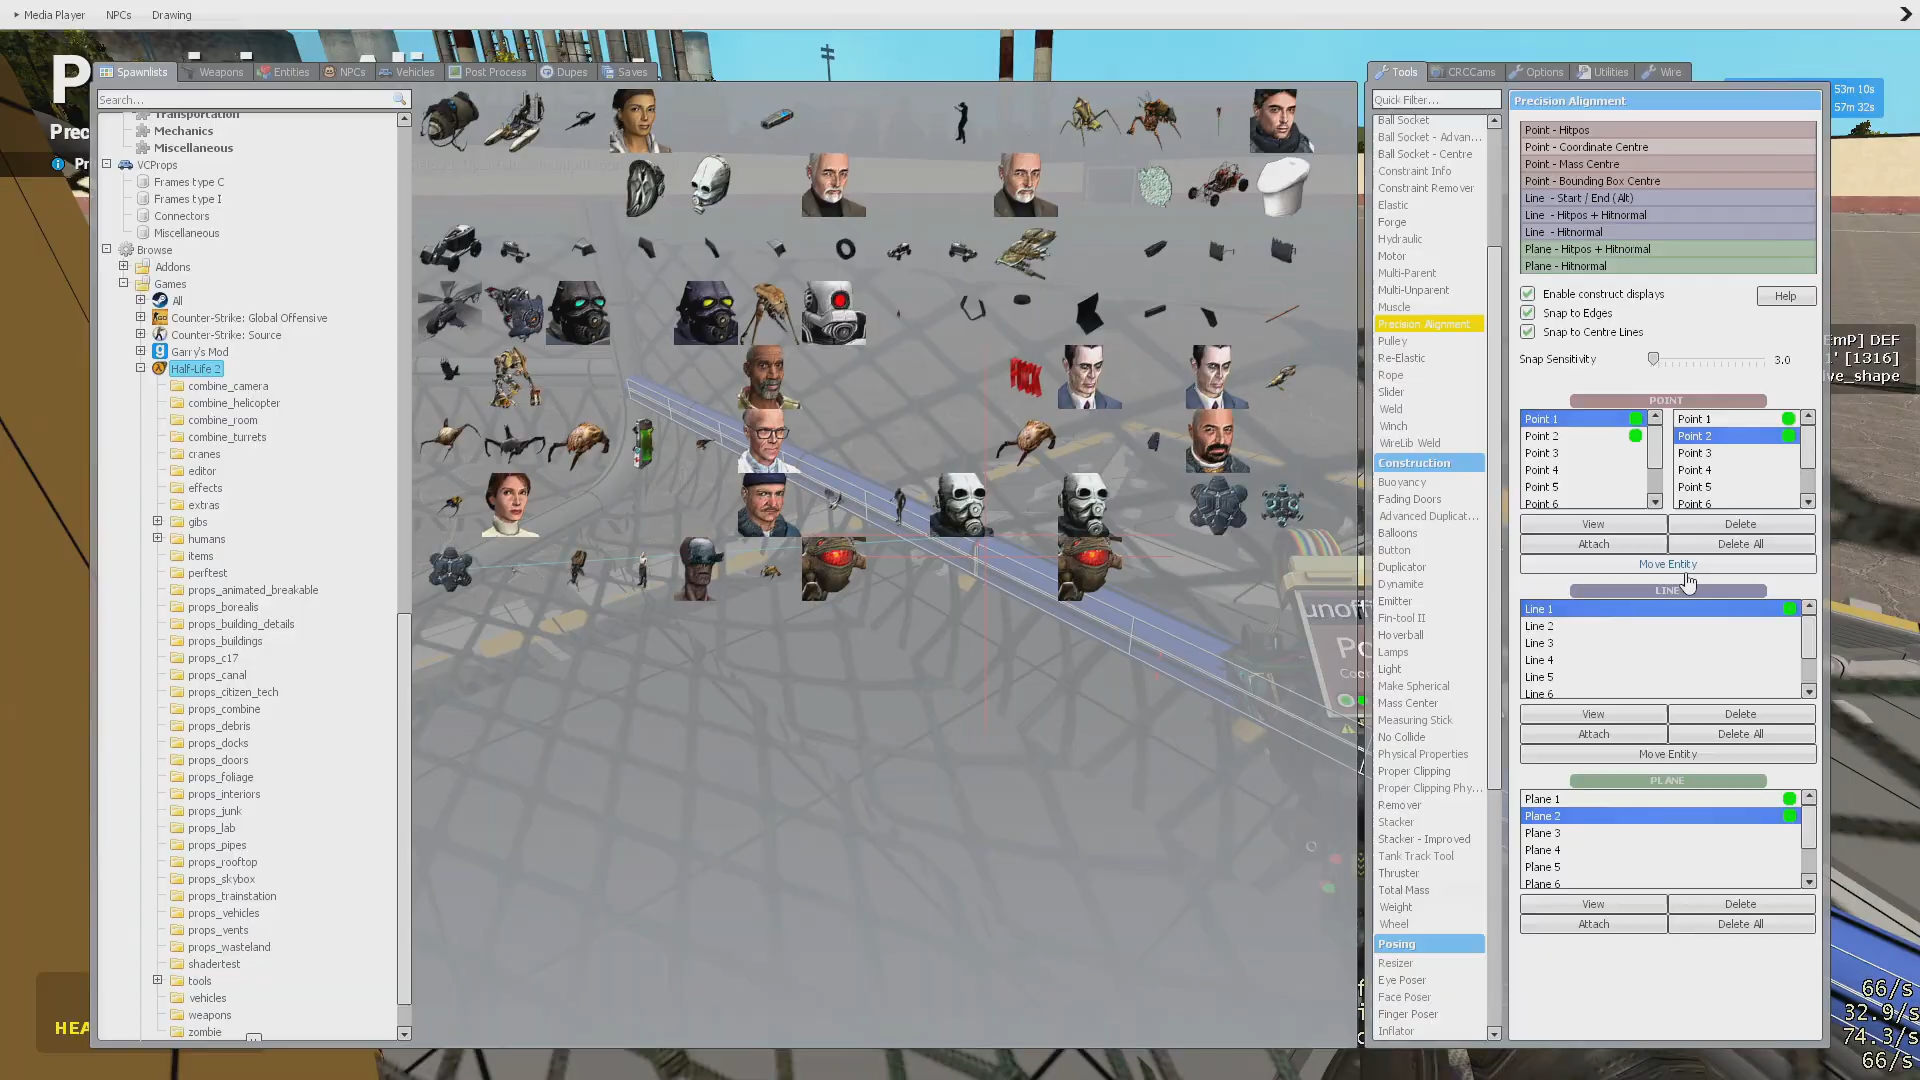 Media Player NPCs Drawing
P
Prec
Pr
HEA
Spawnlists Weapons Entities NPCs Vehicles Post Process Dupes Saves
Search...
Transportation
Mechanics
Miscellaneous
VCProps
Frames type C
Frames type I
Connectors
Miscellaneous
Browse
Addons
Games
All
Counter-Strike: Global Offensive
Counter-Strike: Source
Garry's Mod
Half-Life 2
combine_camera
combine_helicopter
combine_room
combine_turrets
cranes
editor
effects
extras
gibs
humans
items
perftest
props_animated_breakable
props_borealis
props_building_details
props_buildings
props_c17
props_canal
props_citizen_tech
props_combine
props_debris
props_docks
props_doors
props_foliage
props_interiors
props_junk
props_lab
props_pipes
props_rooftop
props_skybox
props_trainstation
props_vehicles
props_vents
props_wasteland
shadertest
tools
vehicles
weapons
zombie
unoff
Po
Tools CRCCams Options Utilities Wire
Quick Filter...
Ball Socket
Ball Socket - Advan...
Ball Socket - Centre
Constraint Info
Constraint Remover
Elastic
Forge
Hydraulic
Motor
Multi-Parent
Multi-Unparent
Muscle
Precision Alignment
Pulley
Re-Elastic
Rope
Slider
Weld
Winch
WireLib Weld
Construction
Buoyancy
Fading Doors
Advanced Duplicat...
Balloons
Button
Duplicator
Dynamite
Emitter
Fin-tool II
Hoverball
Lamps
Light
Make Spherical
Mass Center
Measuring Stick
No Collide
Physical Properties
Proper Clipping
Proper Clipping Phy...
Remover
Stacker
Stacker - Improved
Tank Track Tool
Thruster
Total Mass
Weight
Wheel
Posing
Resizer
Eye Poser
Face Poser
Finger Poser
Inflator
Precision Alignment
Point - Hitpos
Point - Coordinate Centre
Point - Mass Centre
Point - Bounding Box Centre
Line - Start / End (Alt)
Line - Hitpos + Hitnormal
Line - Hitnormal
Plane - Hitpos + Hitnormal
Plane - Hitnormal
Enable construct displays Help
Snap to Edges
Snap to Centre Lines
Snap Sensitivity 3.0
POINT
Point 1 Point 1
Point 2 Point 2
Point 3 Point 3
Point 4 Point 4
Point 5 Point 5
Point 6 Point 6
View Delete
Attach Delete All
Move Entity
LINE
Line 1
Line 2
Line 3
Line 4
Line 5
Line 6
View Delete
Attach Delete All
Move Entity
PLANE
Plane 1
Plane 2
Plane 3
Plane 4
Plane 5
Plane 6
View Delete
Attach Delete All
53m 10s
57m 32s
EmP] DEF
1' [1316]
ve_shape
66/s
32.9/s
74.3/s
66/s